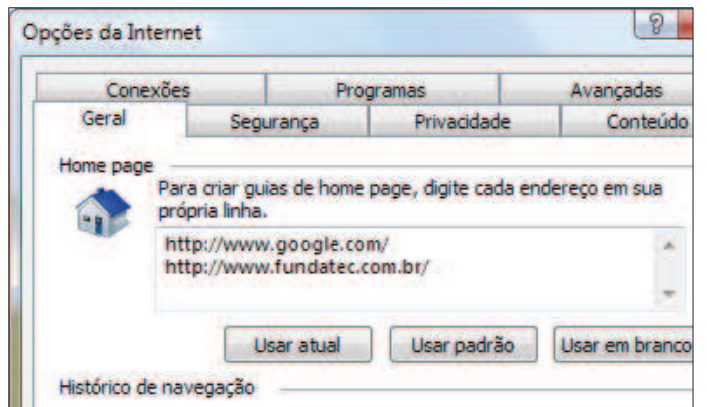 Opções da Internet
?
Conexões Programas Avançadas
Geral Segurança Privacidade Conteúdo
Home page
Para criar guias de home page, digite cada endereço em sua
própria linha.
http://www.google.com/
http://www.fundatec.com.br/
Usar atual Usar padrão Usar em branco
Histórico de navegação